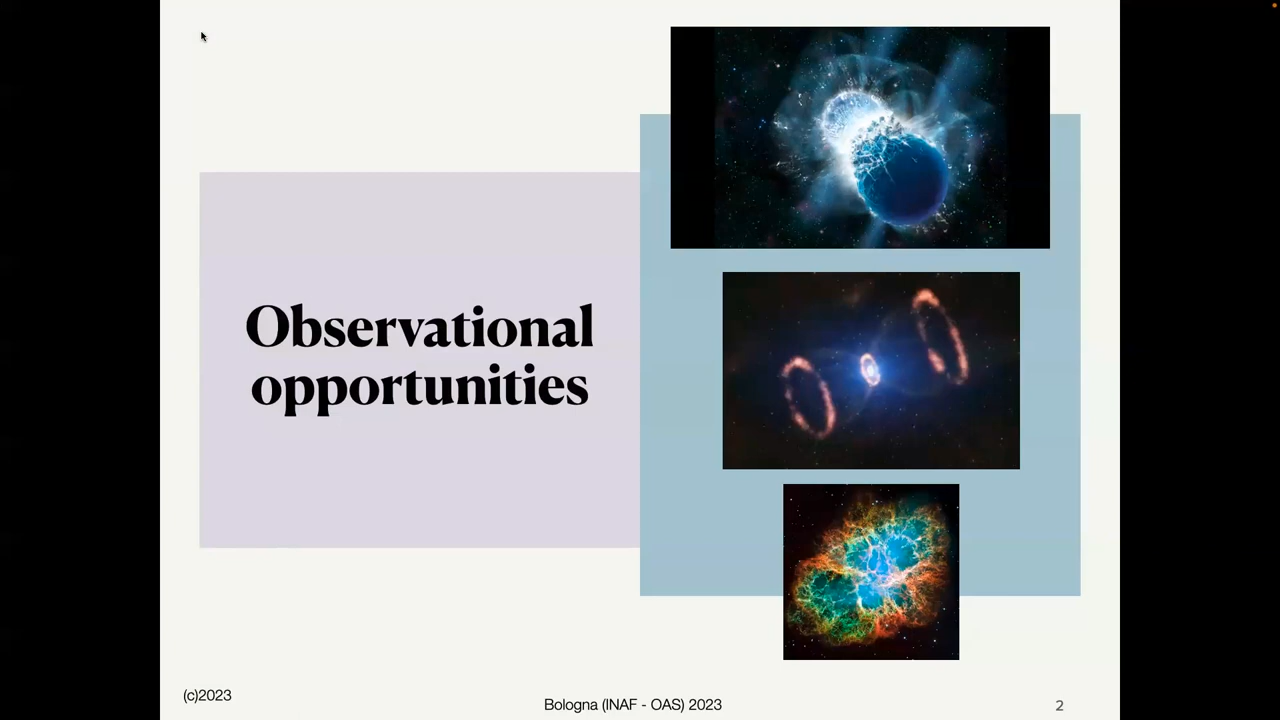 Observational
opportunities
(c)2023
Bologna (INAF - OAS) 2023
2